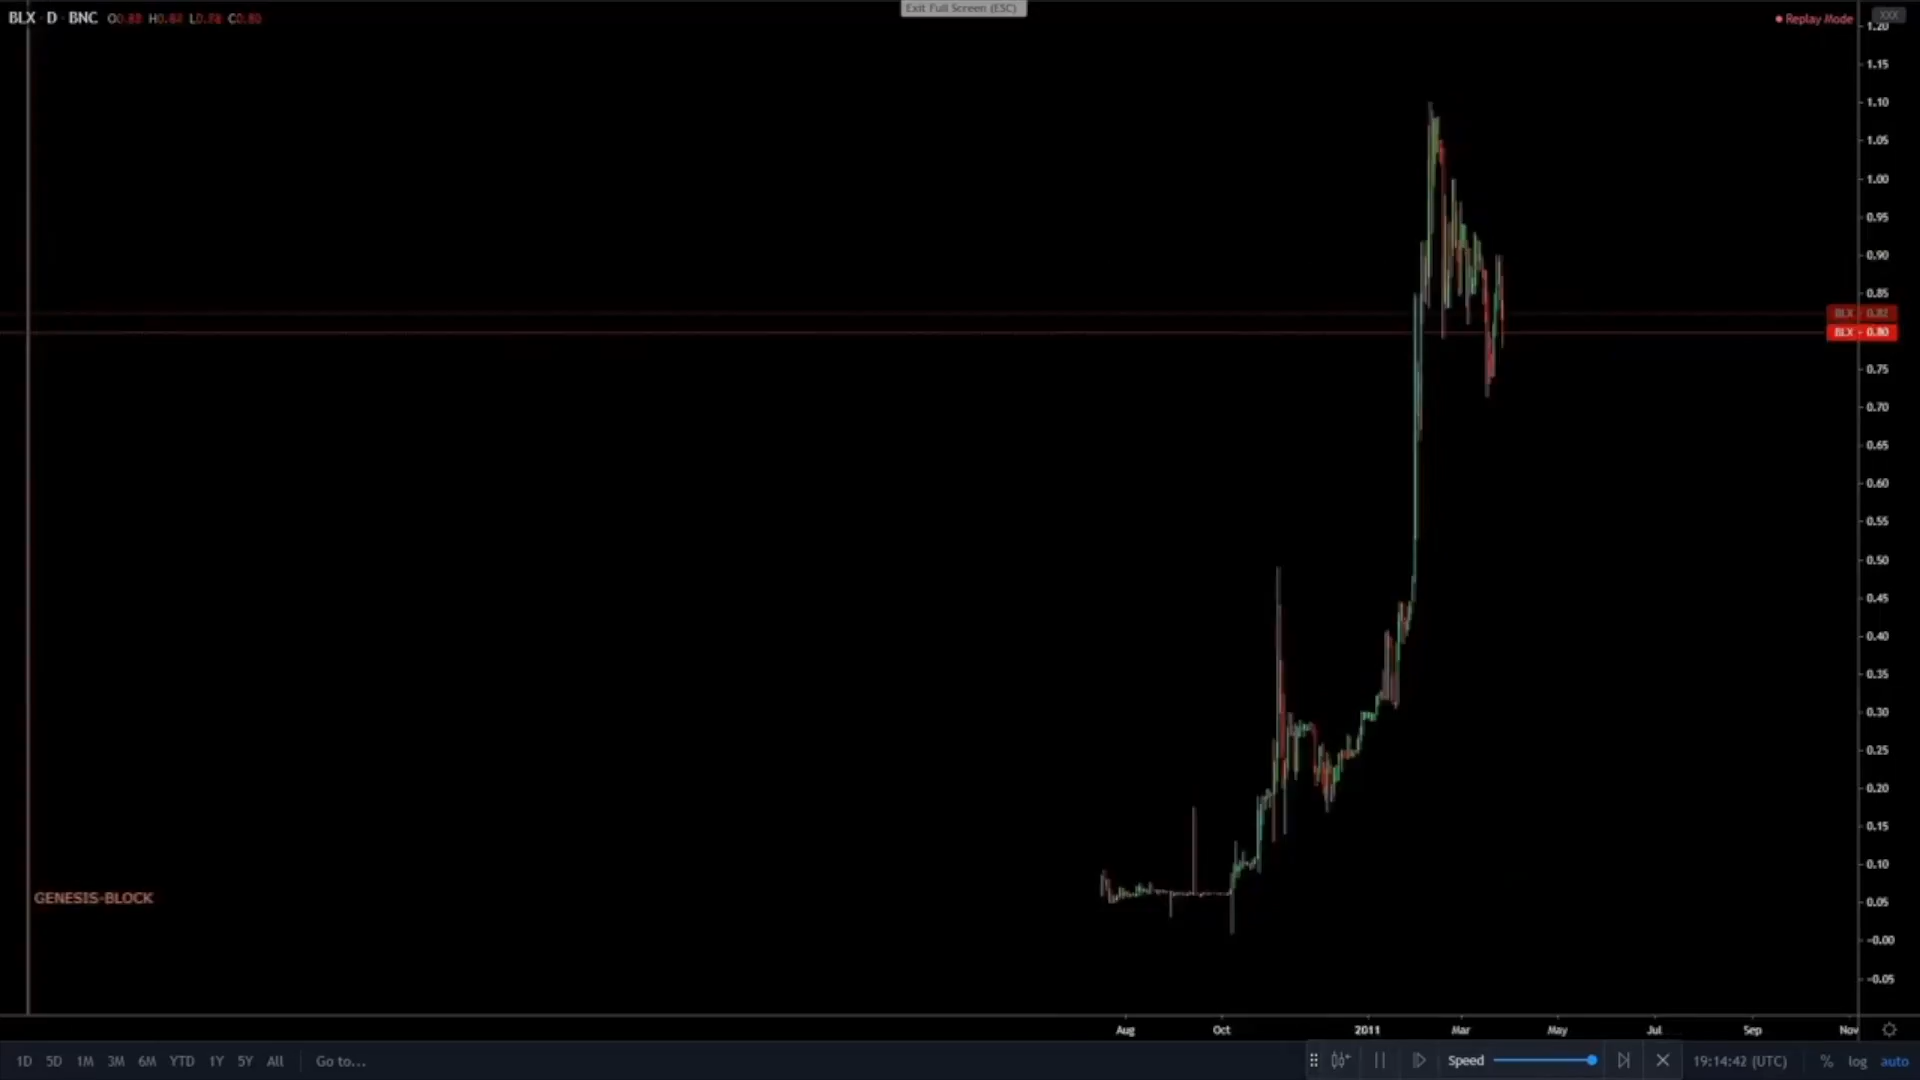 BLX · D · BNC
Exit Full Screen (ESC)
Replay Mode
XXX
1.20
1.15
1.10
1.05
1.00
0.95
0.90
0.85
BLX
BLX - 0.80
0.75
0.70
0.65
0.60
0.55
0.50
0.45
0.40
0.35
0.30
0.25
0.20
0.15
0.10
GENESIS-BLOCK
0.05
-0.00
-0.05
Aug Oct 2011 Mar May Jul Sep Nov
1D 5D 1M 3M 6M YTD 1Y 5Y All Go to... Speed 19:14:42 (UTC) % log auto